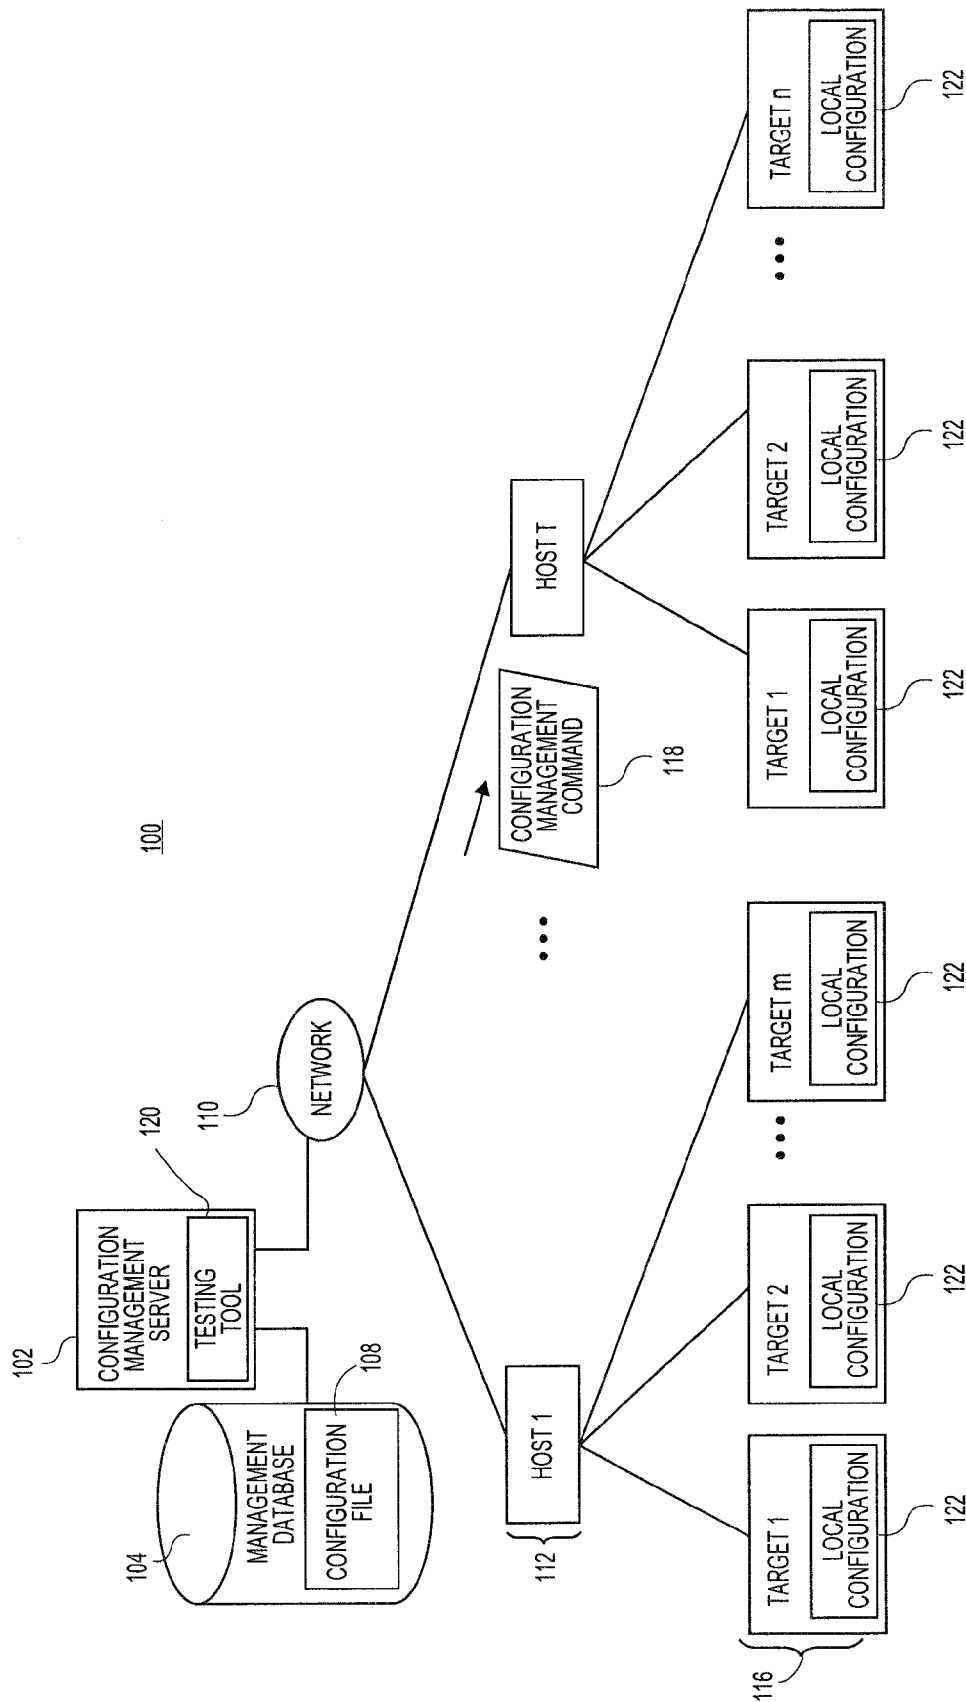 100
102
CONFIGURATION
MANAGEMENT
SERVER
TESTING
TOOL
120
104
MANAGEMENT
DATABASE
CONFIGURATION
FILE
108
110
NETWORK
112
HOST 1
• • •
CONFIGURATION
MANAGEMENT
COMMAND
118
HOST T
116
TARGET 1
LOCAL
CONFIGURATION
122
TARGET 2
LOCAL
CONFIGURATION
122
• • •
TARGET m
LOCAL
CONFIGURATION
122
TARGET 1
LOCAL
CONFIGURATION
122
TARGET 2
LOCAL
CONFIGURATION
122
• • •
TARGET n
LOCAL
CONFIGURATION
122